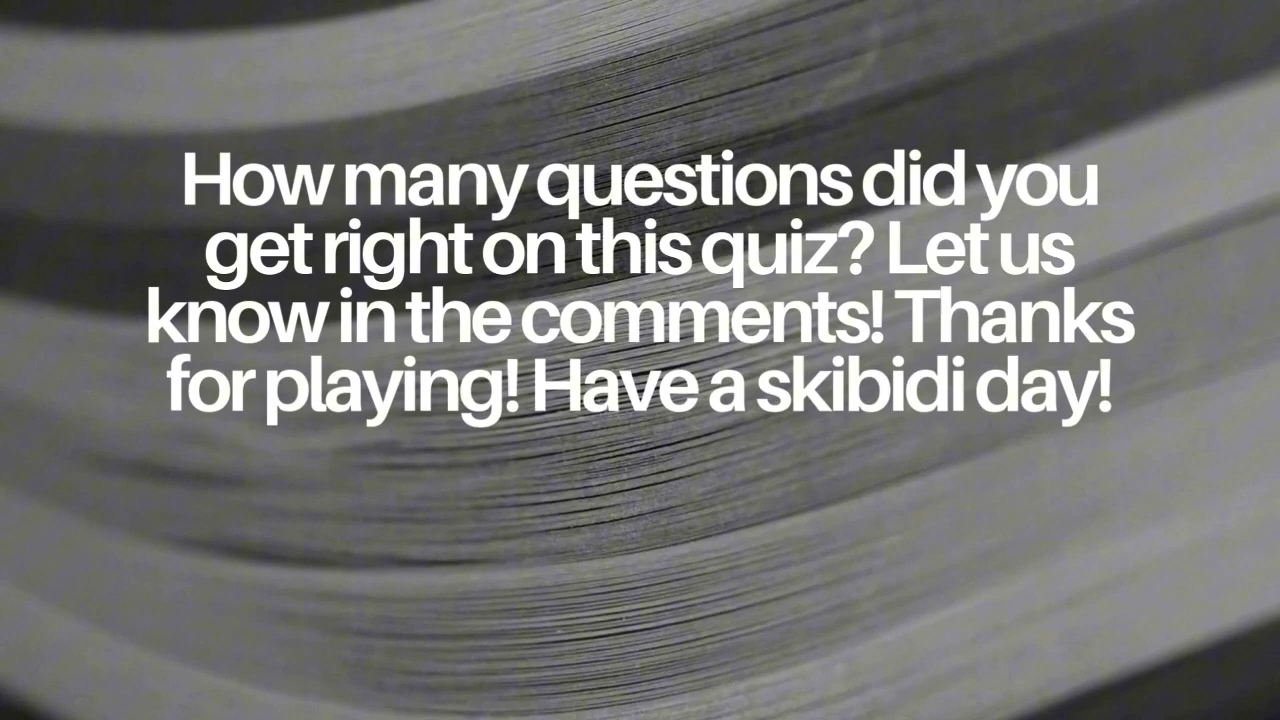 How many questions did you
get right on this quiz? Let us
know in the comments! Thanks
for playing! Have a skibidi day!